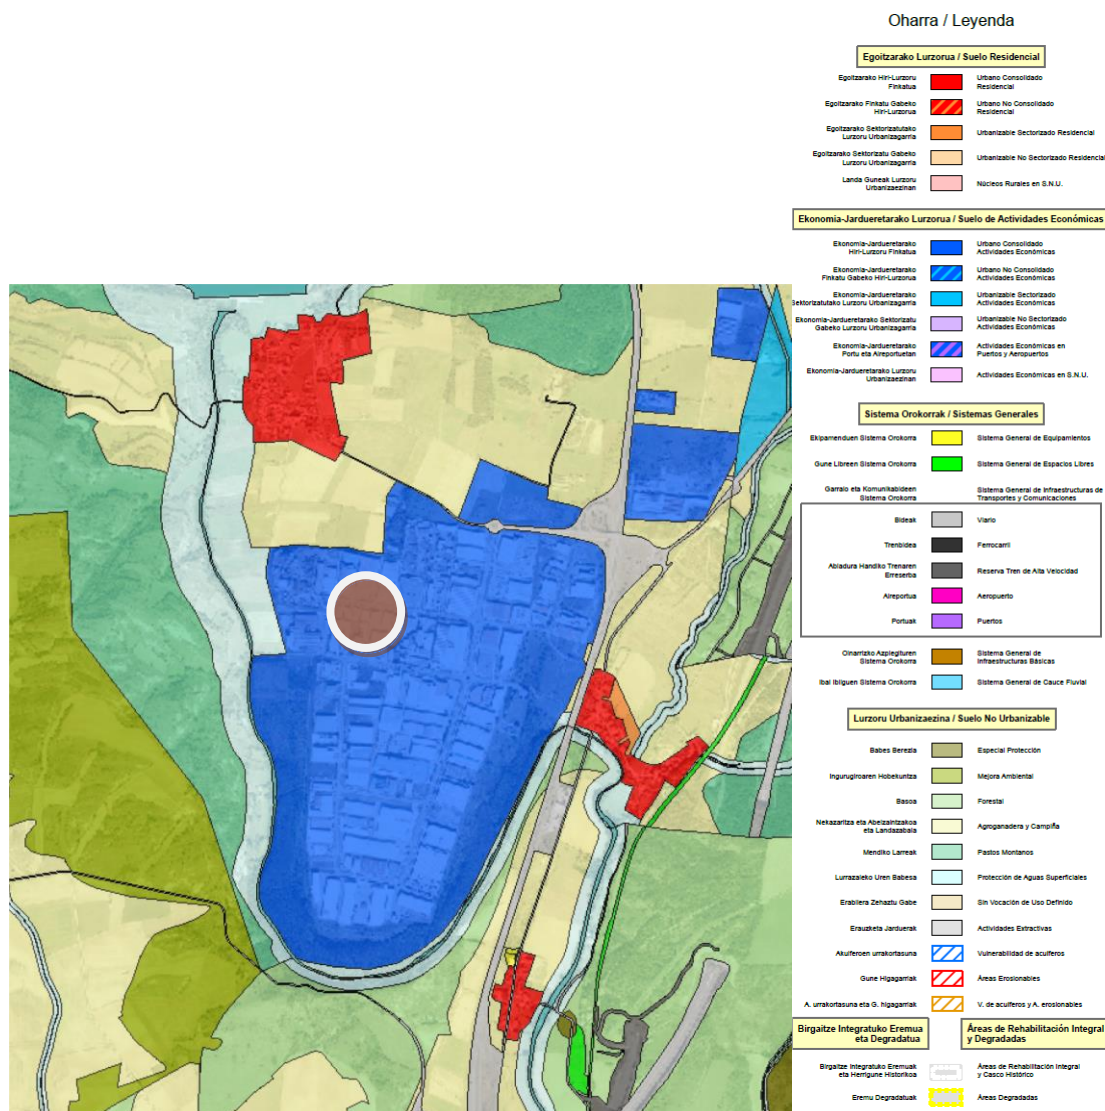 Oharra / Leyenda
Egoitzarako Lurzorua / Suelo Residencial
Egoitzarako Hiri-Lurzoru
Finkatua
Urbano Consolidado
Residencial
Egoitzarako Finkatu Gabeko
Hiri-Lurzorua
Urbano No Consolidado
Residencial
Egoitzarako Sektorizatutako
Lurzoru Urbanizagarria
Urbanizable Sectorizado Residencial
Egoitzarako Sektorizatu Gabeko
Lurzoru Urbanizagarria
Urbanizable No Sectorizado Residencial
Landa Guneak Lurzoru
Urbanizaezinan
Núcleos Rurales en S.N.U.
Ekonomia-Jardueretarako Lurzorua / Suelo de Actividades Económicas
Ekonomia-Jardueretarako
Hiri-Lurzoru Finkatua
Urbano Consolidado
Actividades Económicas
Ekonomia-Jardueretarako
Finkatu Gabeko Hiri-Lurzorua
Urbano No Consolidado
Actividades Económicas
Ekonomia-Jardueretarako
Sektorizatutako Lurzoru Urbanizagarria
Urbanizable Sectorizado
Actividades Económicas
Ekonomia-Jardueretarako Sektorizatu
Gabeko Lurzoru Urbanizagarria
Urbanizable No Sectorizado
Actividades Económicas
Ekonomia-Jardueretarako
Portu eta Aireportuetan
Actividades Económicas en
Puertos y Aeropuertos
Ekonomia-Jardueretarako Lurzoru
Urbanizaezinan
Actividades Económicas en S.N.U.
Sistema Orokorrak / Sistemas Generales
Ekipamenduen Sistema Orokorra
Sistema General de Equipamientos
Gune Libreen Sistema Orokorra
Sistema General de Espacios Libres
Garraio eta Komunikabideen
Sistema Orokorra
Sistema General de Infraestructuras de
Transportes y Comunicaciones
Bideak
Viario
Trenbidea
Ferrocarril
Abiadura Handiko Trenaren
Erreserba
Reserva Tren de Alta Velocidad
Aireportua
Aeropuerto
Portuak
Puertos
Oinarrizko Azpiegituren
Sistema Orokorra
Sistema General de
Infraestructuras Básicas
Ibai Ibilguen Sistema Orokorra
Sistema General de Cauce Fluvial
Lurzoru Urbanizaezina / Suelo No Urbanizable
Babes Berezia
Especial Protección
Ingurugiroaren Hobekuntza
Mejora Ambiental
Basoa
Forestal
Nekazaritza eta Abelzaintzakoa
eta Landazabala
Agroganadera y Campiña
Mendiko Larreak
Pastos Montanos
Lurrazaleko Uren Babesa
Protección de Aguas Superficiales
Erabilera Zehaztu Gabe
Sin Vocación de Uso Definido
Erauzketa Jarduerak
Actividades Extractivas
Akuiferoen urrakortasuna
Vulnerabilidad de acuíferos
Gune Higagarriak
Áreas Erosionables
A. urrakortasuna eta G. higagarriak
V. de acuíferos y A. erosionables
Birgaitze Integratuko Eremua
eta Degradatua
Áreas de Rehabilitación Integral
y Degradadas
Birgaitze Integratuko Eremuak
eta Herrigune Historikoa
Áreas de Rehabilitación Integral
y Casco Histórico
Eremu Degradatuak
Áreas Degradadas